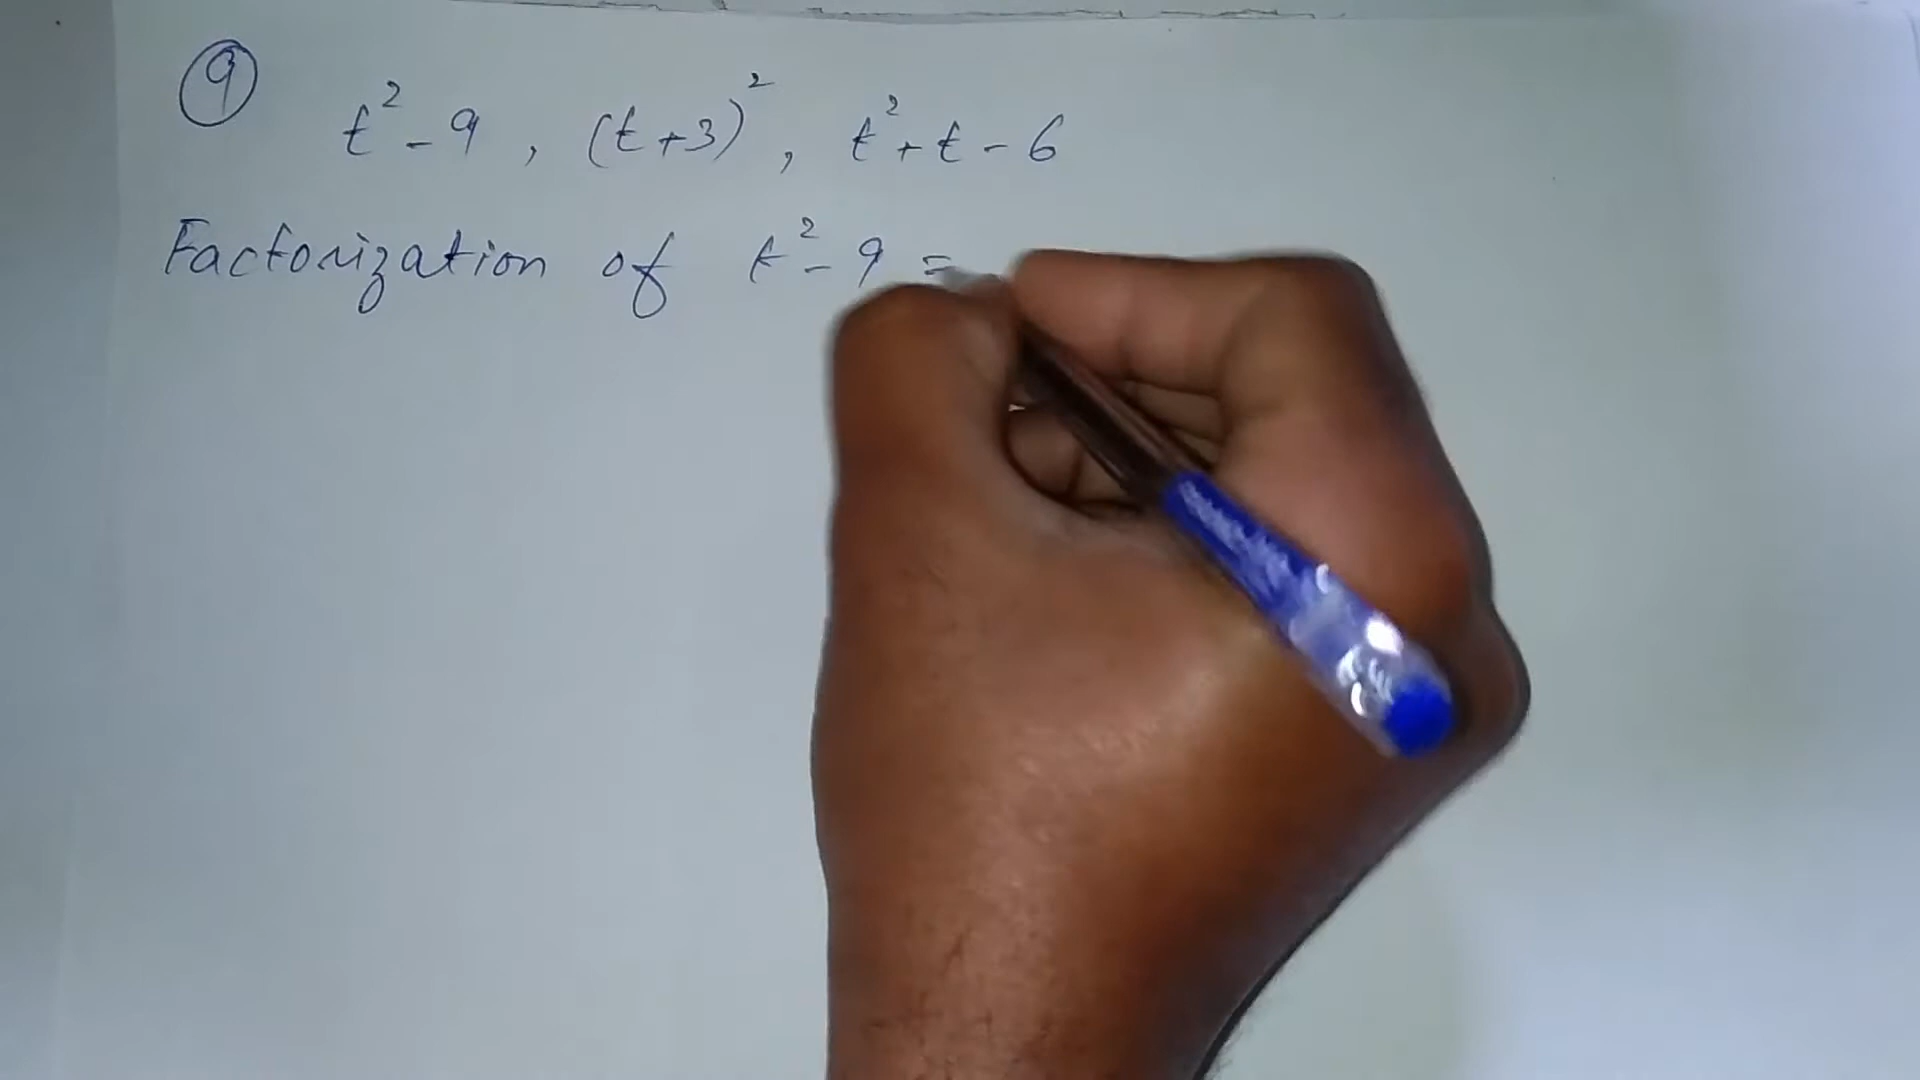 9
t² - 9 , (t + 3)² , t² + t - 6
Factorization of t² - 9 =